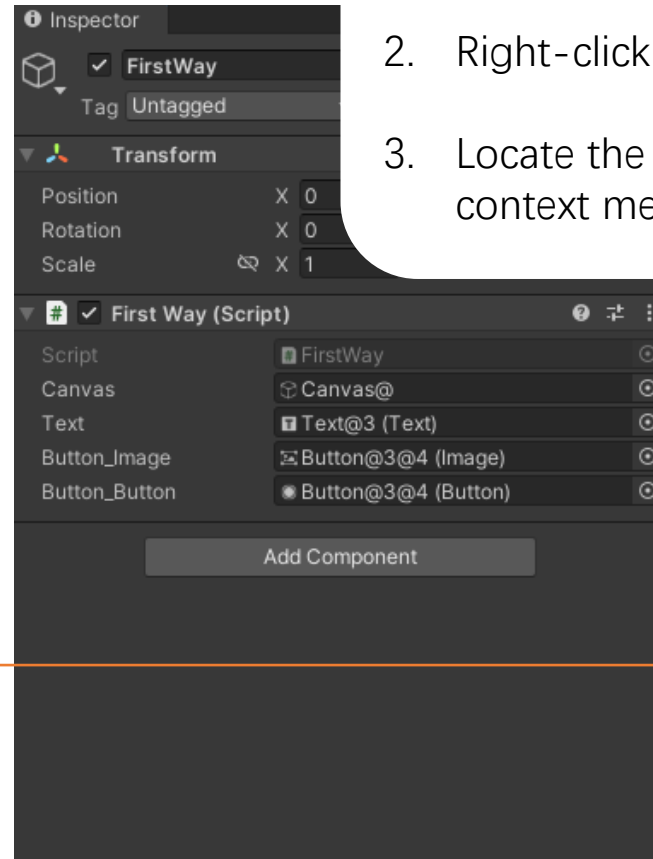 Inspector
FirstWay
Tag Untagged
Transform
Position X 0
Rotation X 0
Scale X 1
2. Right-click
3. Locate the
context me
# First Way (Script)
Script # FirstWay
Canvas Canvas@
Text T Text@3 (Text)
Button_Image Button@3@4 (Image)
Button_Button Button@3@4 (Button)
Add Component